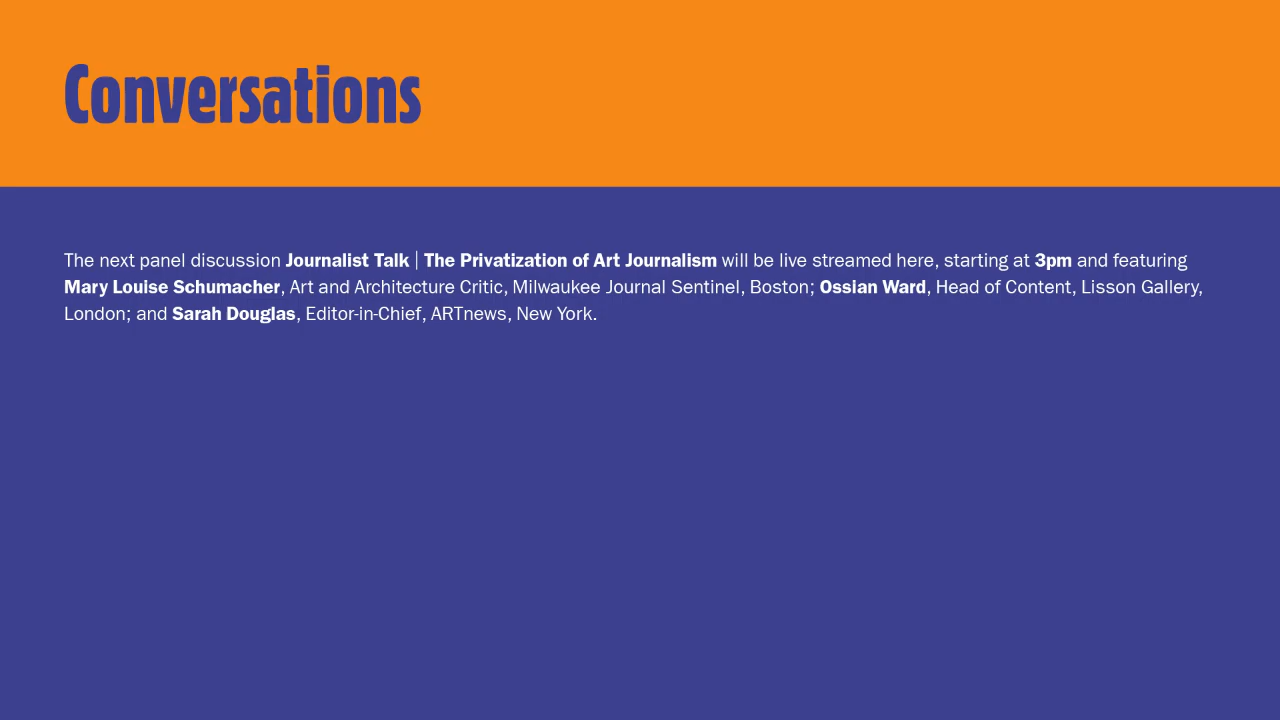 Conversations
The next panel discussion Journalist Talk | The Privatization of Art Journalism will be live streamed here, starting at 3pm and featuring
Mary Louise Schumacher, Art and Architecture Critic, Milwaukee Journal Sentinel, Boston; Ossian Ward, Head of Content, Lisson Gallery,
London; and Sarah Douglas, Editor-in-Chief, ARTnews, New York.